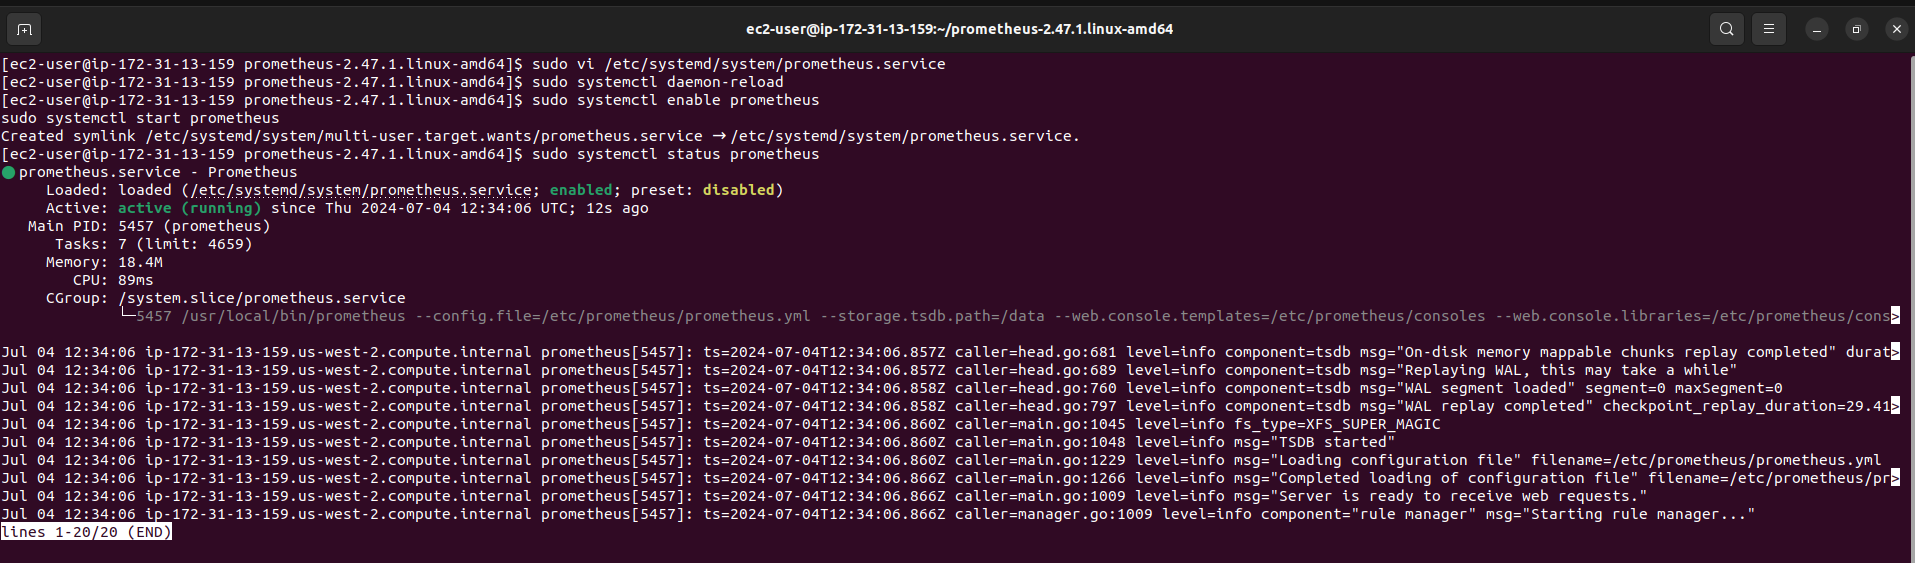 ec2-user@ip-172-31-13-159:~/prometheus-2.47.1.linux-amd64
[ec2-user@ip-172-31-13-159 prometheus-2.47.1.linux-amd64]$ sudo vi /etc/systemd/system/prometheus.service
[ec2-user@ip-172-31-13-159 prometheus-2.47.1.linux-amd64]$ sudo systemctl daemon-reload
[ec2-user@ip-172-31-13-159 prometheus-2.47.1.linux-amd64]$ sudo systemctl enable prometheus
sudo systemctl start prometheus
Created symlink /etc/systemd/system/multi-user.target.wants/prometheus.service → /etc/systemd/system/prometheus.service.
[ec2-user@ip-172-31-13-159 prometheus-2.47.1.linux-amd64]$ sudo systemctl status prometheus
● prometheus.service - Prometheus
     Loaded: loaded (/etc/systemd/system/prometheus.service; enabled; preset: disabled)
     Active: active (running) since Thu 2024-07-04 12:34:06 UTC; 12s ago
   Main PID: 5457 (prometheus)
      Tasks: 7 (limit: 4659)
     Memory: 18.4M
        CPU: 89ms
     CGroup: /system.slice/prometheus.service
             └─5457 /usr/local/bin/prometheus --config.file=/etc/prometheus/prometheus.yml --storage.tsdb.path=/data --web.console.templates=/etc/prometheus/consoles --web.console.libraries=/etc/prometheus/cons>
Jul 04 12:34:06 ip-172-31-13-159.us-west-2.compute.internal prometheus[5457]: ts=2024-07-04T12:34:06.857Z caller=head.go:681 level=info component=tsdb msg="On-disk memory mappable chunks replay completed" durat>
Jul 04 12:34:06 ip-172-31-13-159.us-west-2.compute.internal prometheus[5457]: ts=2024-07-04T12:34:06.857Z caller=head.go:689 level=info component=tsdb msg="Replaying WAL, this may take a while"
Jul 04 12:34:06 ip-172-31-13-159.us-west-2.compute.internal prometheus[5457]: ts=2024-07-04T12:34:06.858Z caller=head.go:760 level=info component=tsdb msg="WAL segment loaded" segment=0 maxSegment=0
Jul 04 12:34:06 ip-172-31-13-159.us-west-2.compute.internal prometheus[5457]: ts=2024-07-04T12:34:06.858Z caller=head.go:797 level=info component=tsdb msg="WAL replay completed" checkpoint_replay_duration=29.41>
Jul 04 12:34:06 ip-172-31-13-159.us-west-2.compute.internal prometheus[5457]: ts=2024-07-04T12:34:06.860Z caller=main.go:1045 level=info fs_type=XFS_SUPER_MAGIC
Jul 04 12:34:06 ip-172-31-13-159.us-west-2.compute.internal prometheus[5457]: ts=2024-07-04T12:34:06.860Z caller=main.go:1048 level=info msg="TSDB started"
Jul 04 12:34:06 ip-172-31-13-159.us-west-2.compute.internal prometheus[5457]: ts=2024-07-04T12:34:06.860Z caller=main.go:1229 level=info msg="Loading configuration file" filename=/etc/prometheus/prometheus.yml
Jul 04 12:34:06 ip-172-31-13-159.us-west-2.compute.internal prometheus[5457]: ts=2024-07-04T12:34:06.866Z caller=main.go:1266 level=info msg="Completed loading of configuration file" filename=/etc/prometheus/pr>
Jul 04 12:34:06 ip-172-31-13-159.us-west-2.compute.internal prometheus[5457]: ts=2024-07-04T12:34:06.866Z caller=main.go:1009 level=info msg="Server is ready to receive web requests."
Jul 04 12:34:06 ip-172-31-13-159.us-west-2.compute.internal prometheus[5457]: ts=2024-07-04T12:34:06.866Z caller=manager.go:1009 level=info component="rule manager" msg="Starting rule manager..."
lines 1-20/20 (END)